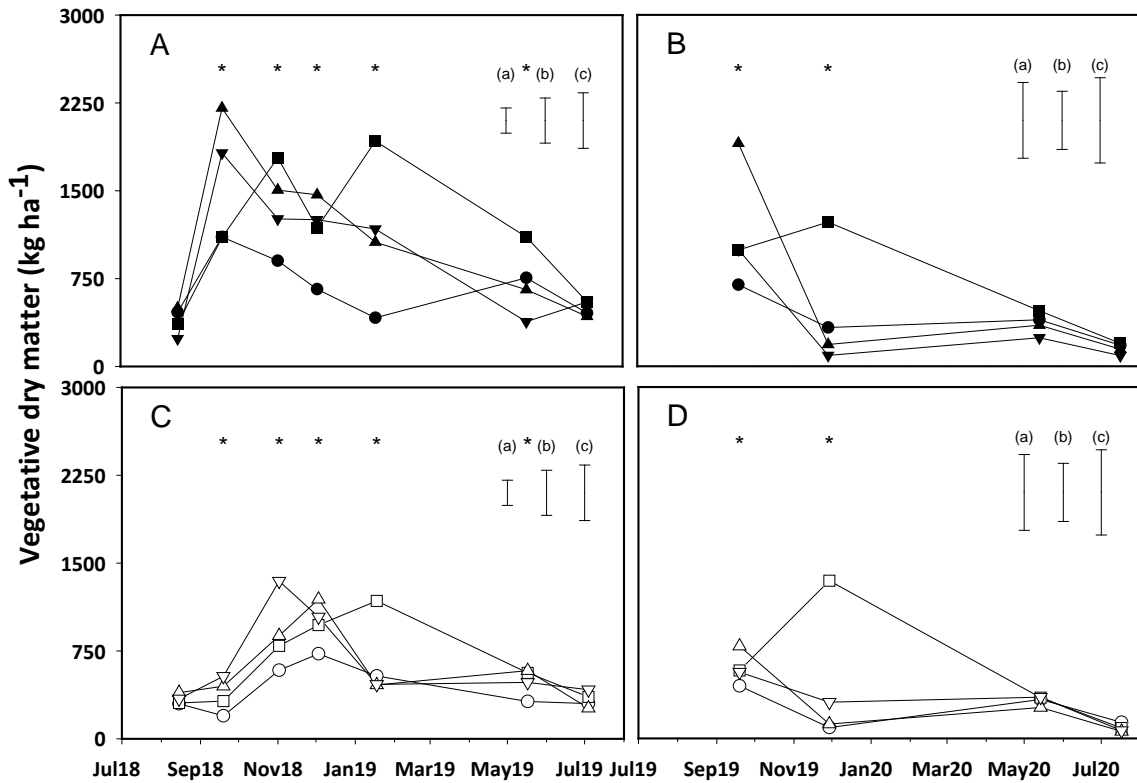 Vegetative dry matter (kg ha⁻¹)
3000
2250
1500
750
0
A
* * * * *
(a) (b) (c)
B
* *
(a) (b) (c)
3000
2250
1500
750
0
C
* * * * *
(a) (b) (c)
D
* *
(a) (b) (c)
Jul18 Sep18 Nov18 Jan19 Mar19 May19 Jul19 Jul19 Sep19 Nov19 Jan20 Mar20 May20 Jul20